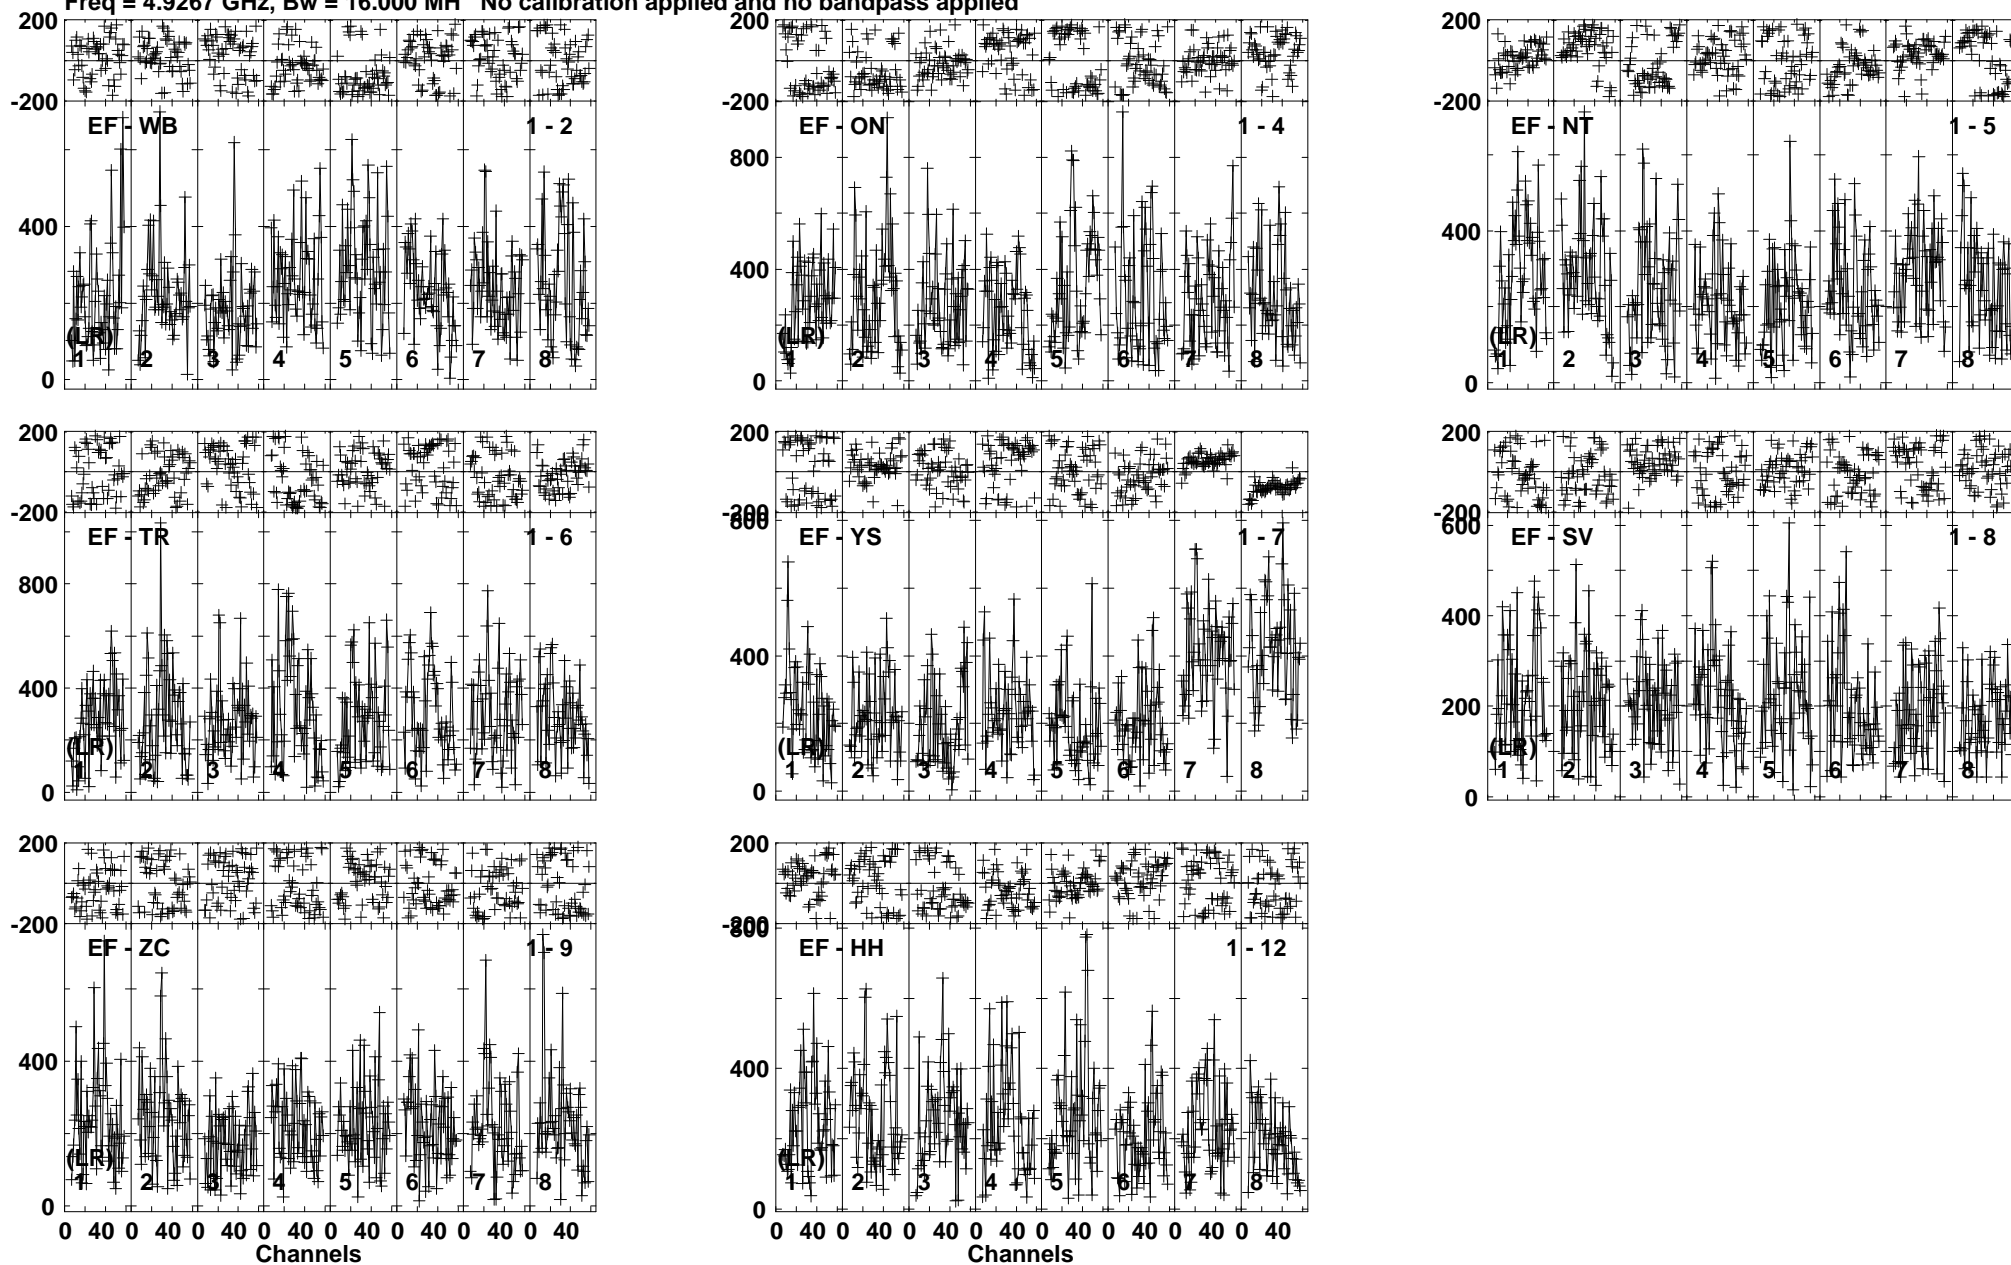 Freq = 4.9267 GHz, Bw = 16.000 MH No calibration applied and no bandpass applied
200 200 200
-200 -200 -200
EF - WB 1 - 2 EF - ON 1 - 4 EF - NT 1 - 5
800
400 400 400
(LR) (LR) (LR)
1 2 3 4 5 6 7 8 1 2 3 4 5 6 7 8 1 2 3 4 5 6 7 8
0 0 0
200 200 200
-200 -200 -200
800 600
EF - TR 1 - 6 EF - YS 1 - 7 EF - SV 1 - 8
800
400 400 400
200
(LR) (LR) (LR)
1 2 3 4 5 6 7 8 1 2 3 4 5 6 7 8 1 2 3 4 5 6 7 8
0 0 0
200 200
-200 -200
800
EF - ZC 1 - 9 EF - HH 1 - 12
400 400
(LR) (LR)
1 2 3 4 5 6 7 8 1 2 3 4 5 6 7 8
0 0
0 40 0 40 0 40 0 40 0 40 0 40 0 40 0 40 0 40 0 40 0 40 0 40 0 40 0 40 0 40 0 40
Channels Channels